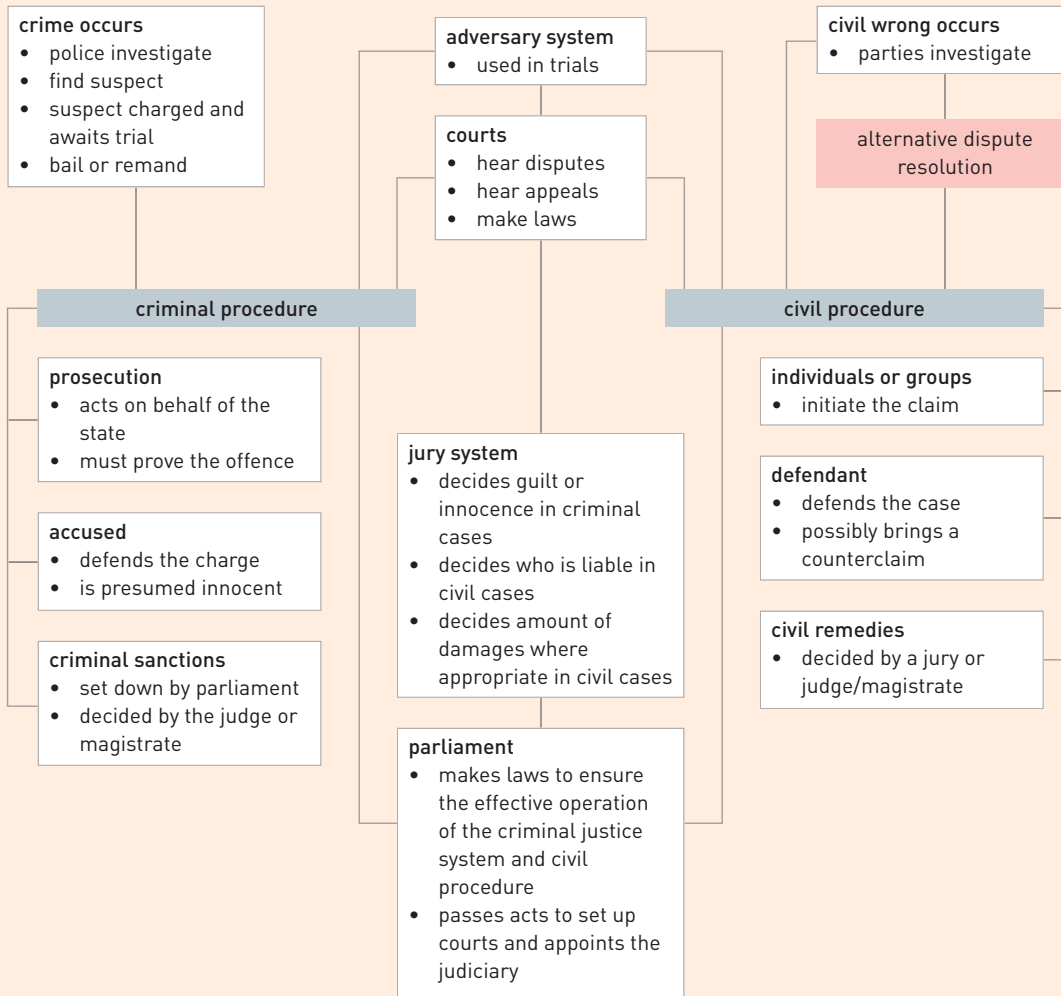 crime occurs
• police investigate
• find suspect
• suspect charged and
awaits trial
• bail or remand
adversary system
• used in trials
courts
• hear disputes
• hear appeals
• make laws
civil wrong occurs
• parties investigate
alternative dispute
resolution
criminal procedure
civil procedure
prosecution
• acts on behalf of the
state
• must prove the offence
accused
• defends the charge
• is presumed innocent
criminal sanctions
• set down by parliament
• decided by the judge or
magistrate
jury system
• decides guilt or
innocence in criminal
cases
• decides who is liable in
civil cases
• decides amount of
damages where
appropriate in civil cases
parliament
• makes laws to ensure
the effective operation
of the criminal justice
system and civil
procedure
• passes acts to set up
courts and appoints the
judiciary
individuals or groups
• initiate the claim
defendant
• defends the case
• possibly brings a
counterclaim
civil remedies
• decided by a jury or
judge/magistrate